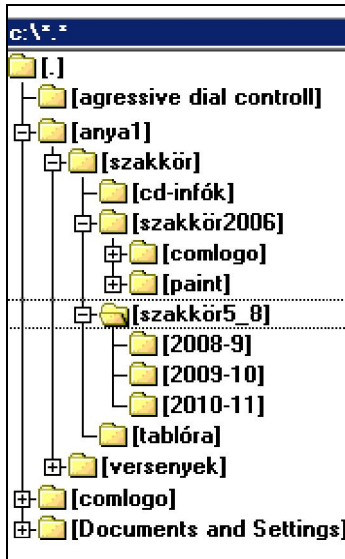 c:\*.*
[.]
[agressive dial controll]
[anya1]
[szakkör]
[cd-infók]
[szakkör2006]
[comlogo]
[paint]
[szakkör5_8]
[2008-9]
[2009-10]
[2010-11]
[tablóra]
[versenyek]
[comlogo]
[Documents and Settings]